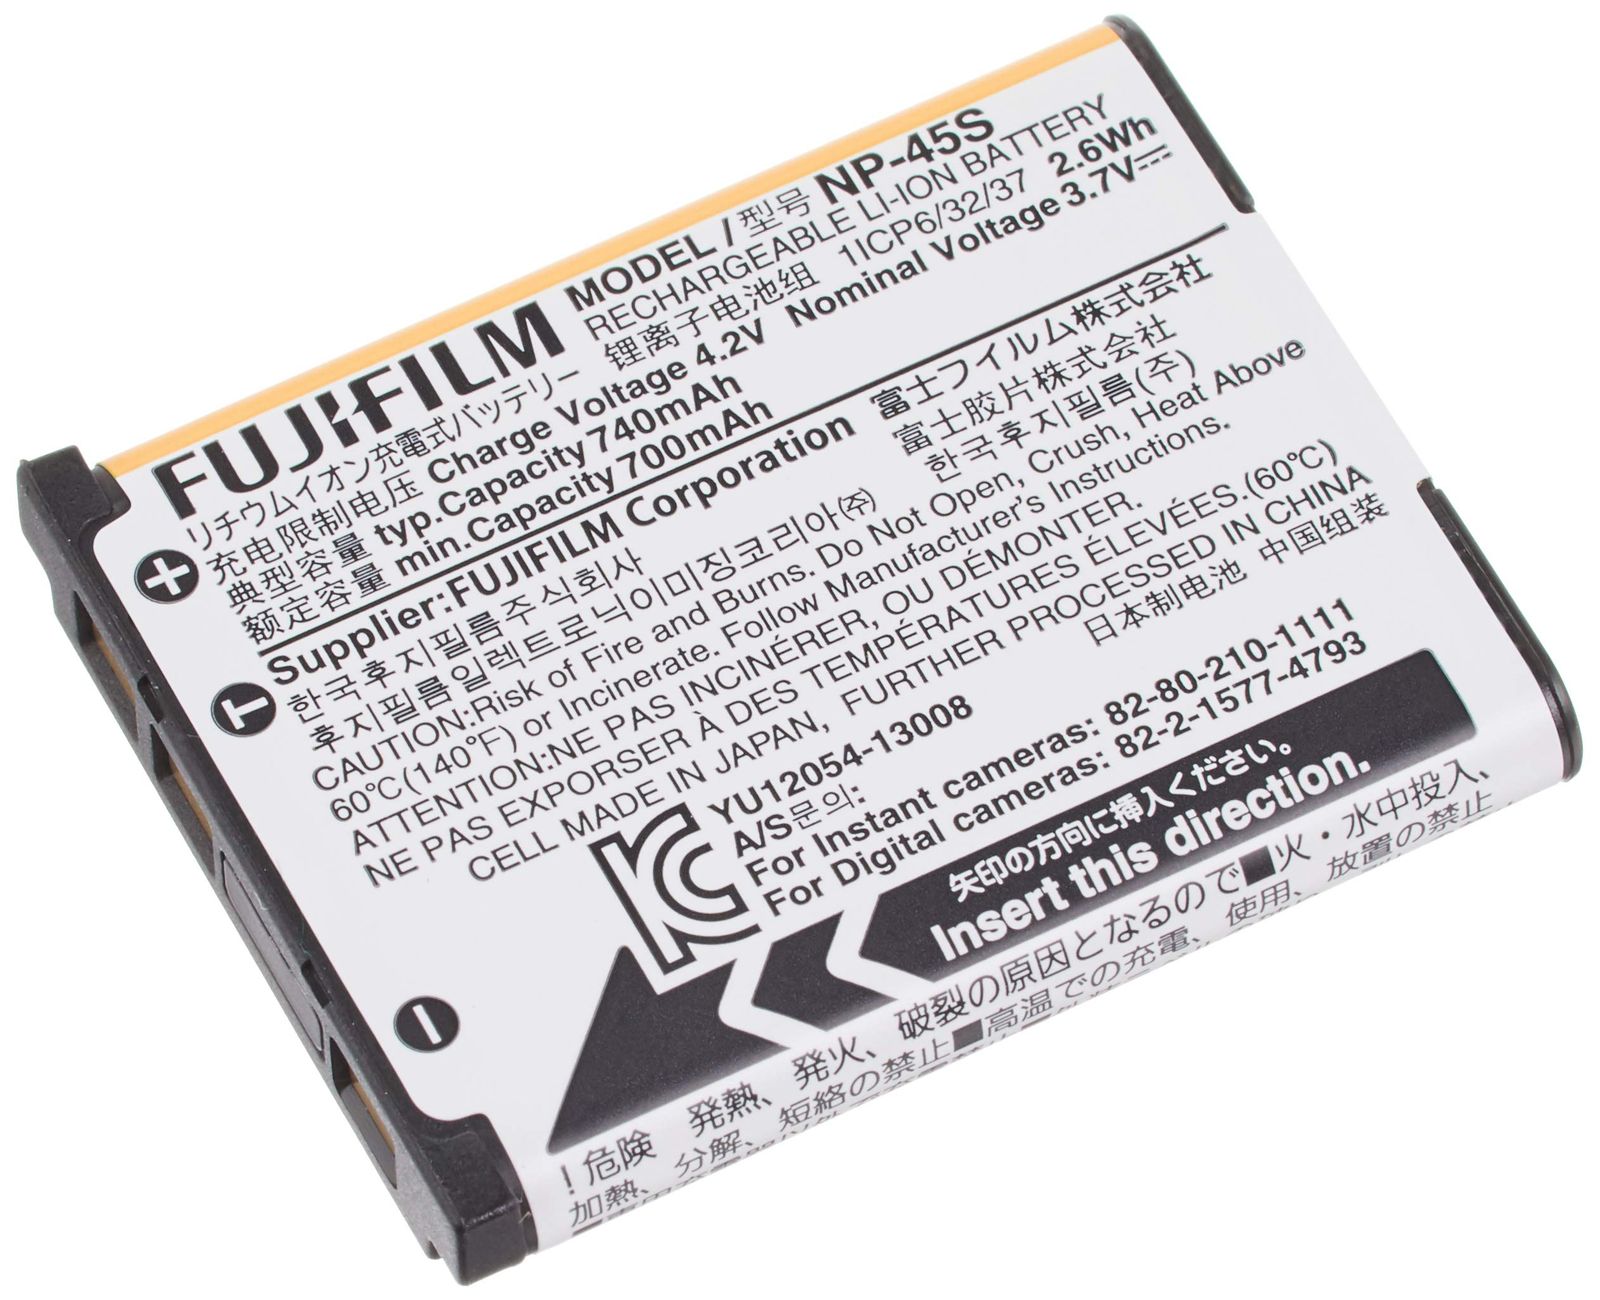 FUJIFILM
MODEL/型号 NP-45S
RECHARGEABLE LI-ION BATTERY
リチウムイオン充電式バッテリー 锂离子电池组 1ICP6/32/37 2.6Wh
充电限制电压 Charge Voltage 4.2V Nominal Voltage 3.7V
典型容量 typ.Capacity 740mAh
额定容量 min.Capacity 700mAh
Supplier:FUJIFILM Corporation 富士フイルム株式会社
한국후지필름주식회사 富士胶片株式会社
후지필름일렉트로닉이미징코리아(주) 한국후지필름(주)
CAUTION:Risk of Fire and Burns. Do Not Open, Crush, Heat Above
60°C(140°F) or Incinerate. Follow Manufacturer's Instructions.
ATTENTION:NE PAS INCINÉRER, OU DÉMONTER.
NE PAS EXPORSER À DES TEMPÉRATURES ÉLEVÉES.(60°C)
CELL MADE IN JAPAN, FURTHER PROCESSED IN CHINA
日本制电池 中国组装
YU12054-13008
A/S문의:
For Instant cameras: 82-80-210-1111
For Digital cameras: 82-2-1577-4793
矢印の方向に挿入ください。
Insert this direction.
!危険 発熱、発火、破裂の原因となるので■火・水中投入、
加熱、分解、短絡の禁止■高温での充電、使用、放置の禁止
+
T
−